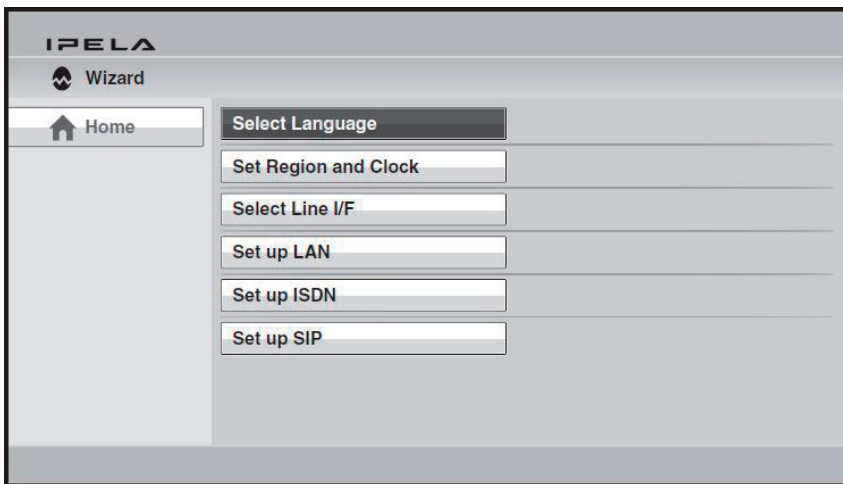 IPELA
Wizard
Home
Select Language
Set Region and Clock
Select Line I/F
Set up LAN
Set up ISDN
Set up SIP